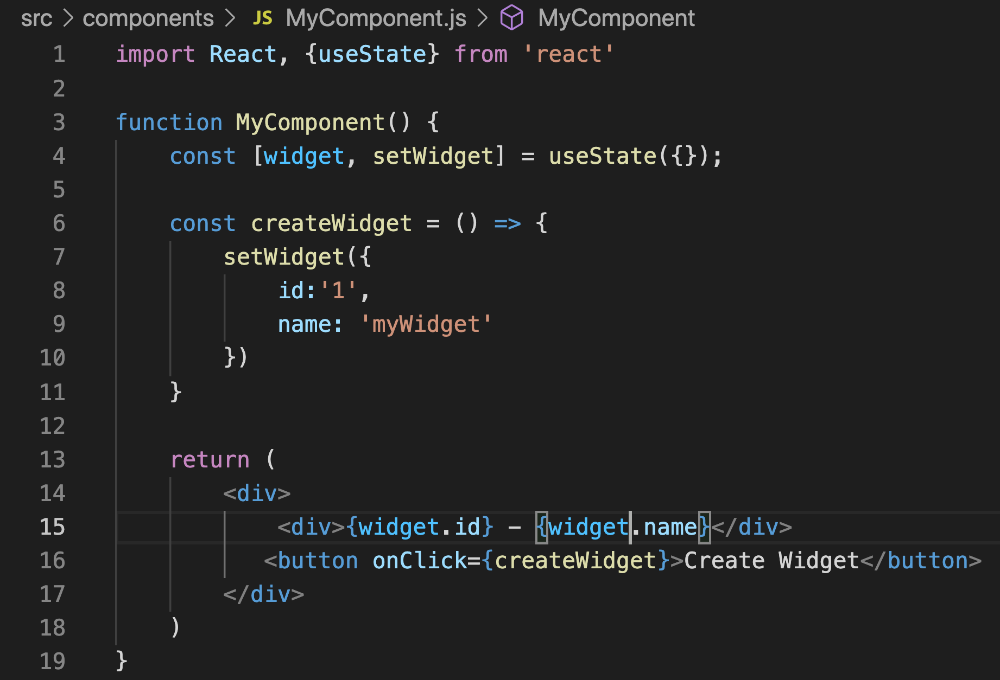 src > components > JS MyComponent.js > MyComponent
1 import React, {useState} from 'react'
2
3 function MyComponent() {
4     const [widget, setWidget] = useState({});
5
6     const createWidget = () => {
7         setWidget({
8             id:'1',
9             name: 'myWidget'
10         })
11     }
12
13     return (
14         <div>
15             <div>{widget.id} - {widget.name}</div>
16            <button onClick={createWidget}>Create Widget</button>
17         </div>
18     )
19 }